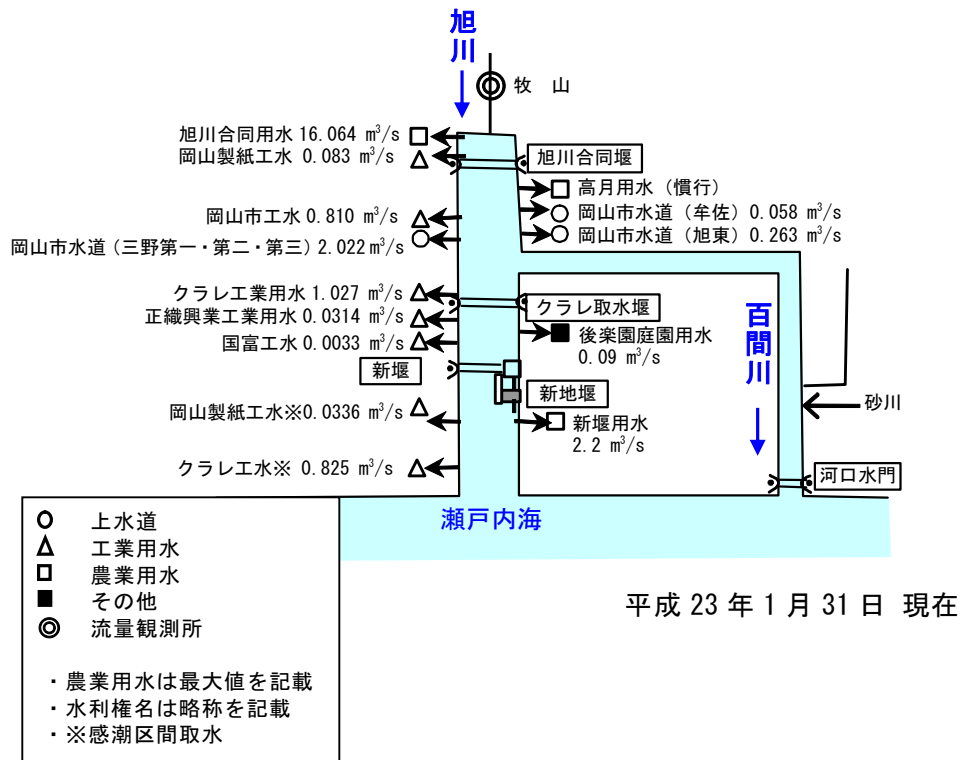 旭川
牧　山
旭川合同用水 16.064 m³/s
岡山製紙工水 0.083 m³/s
旭川合同堰
高月用水（慣行）
岡山市工水 0.810 m³/s
岡山市水道（牟佐）0.058 m³/s
岡山市水道（三野第一・第二・第三）2.022 m³/s
岡山市水道（旭東）0.263 m³/s
クラレ工業用水 1.027 m³/s
正織興業工業用水 0.0314 m³/s
国富工水 0.0033 m³/s
クラレ取水堰
後楽園庭園用水
0.09 m³/s
百間川
新堰
新地堰
岡山製紙工水※0.0336 m³/s
新堰用水
2.2 m³/s
砂川
クラレ工水※ 0.825 m³/s
河口水門
瀬戸内海
上水道
工業用水
農業用水
その他
流量観測所
・農業用水は最大値を記載
・水利権名は略称を記載
・※感潮区間取水
平成 23 年 1 月 31 日 現在